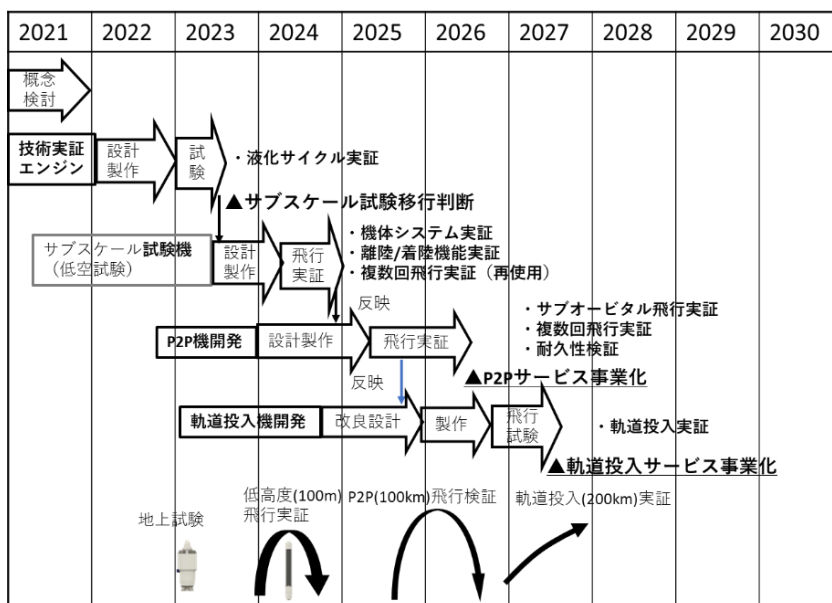 2021 2022 2023 2024 2025 2026 2027 2028 2029 2030
概念
検討
技術実証
エンジン
設計
製作
試
験
・液化サイクル実証
▲サブスケール試験移行判断
サブスケール試験機
（低空試験）
設計
製作
飛行
実証
・機体システム実証
・離陸/着陸機能実証
・複数回飛行実証（再使用）
反映
P2P機開発
設計製作
飛行実証
・サブオービタル飛行実証
・複数回飛行実証
・耐久性検証
▲P2Pサービス事業化
反映
軌道投入機開発
改良設計
製作
飛行
試験
・軌道投入実証
▲軌道投入サービス事業化
地上試験
低高度(100m)
飛行実証
P2P(100km)飛行検証
軌道投入(200km)実証